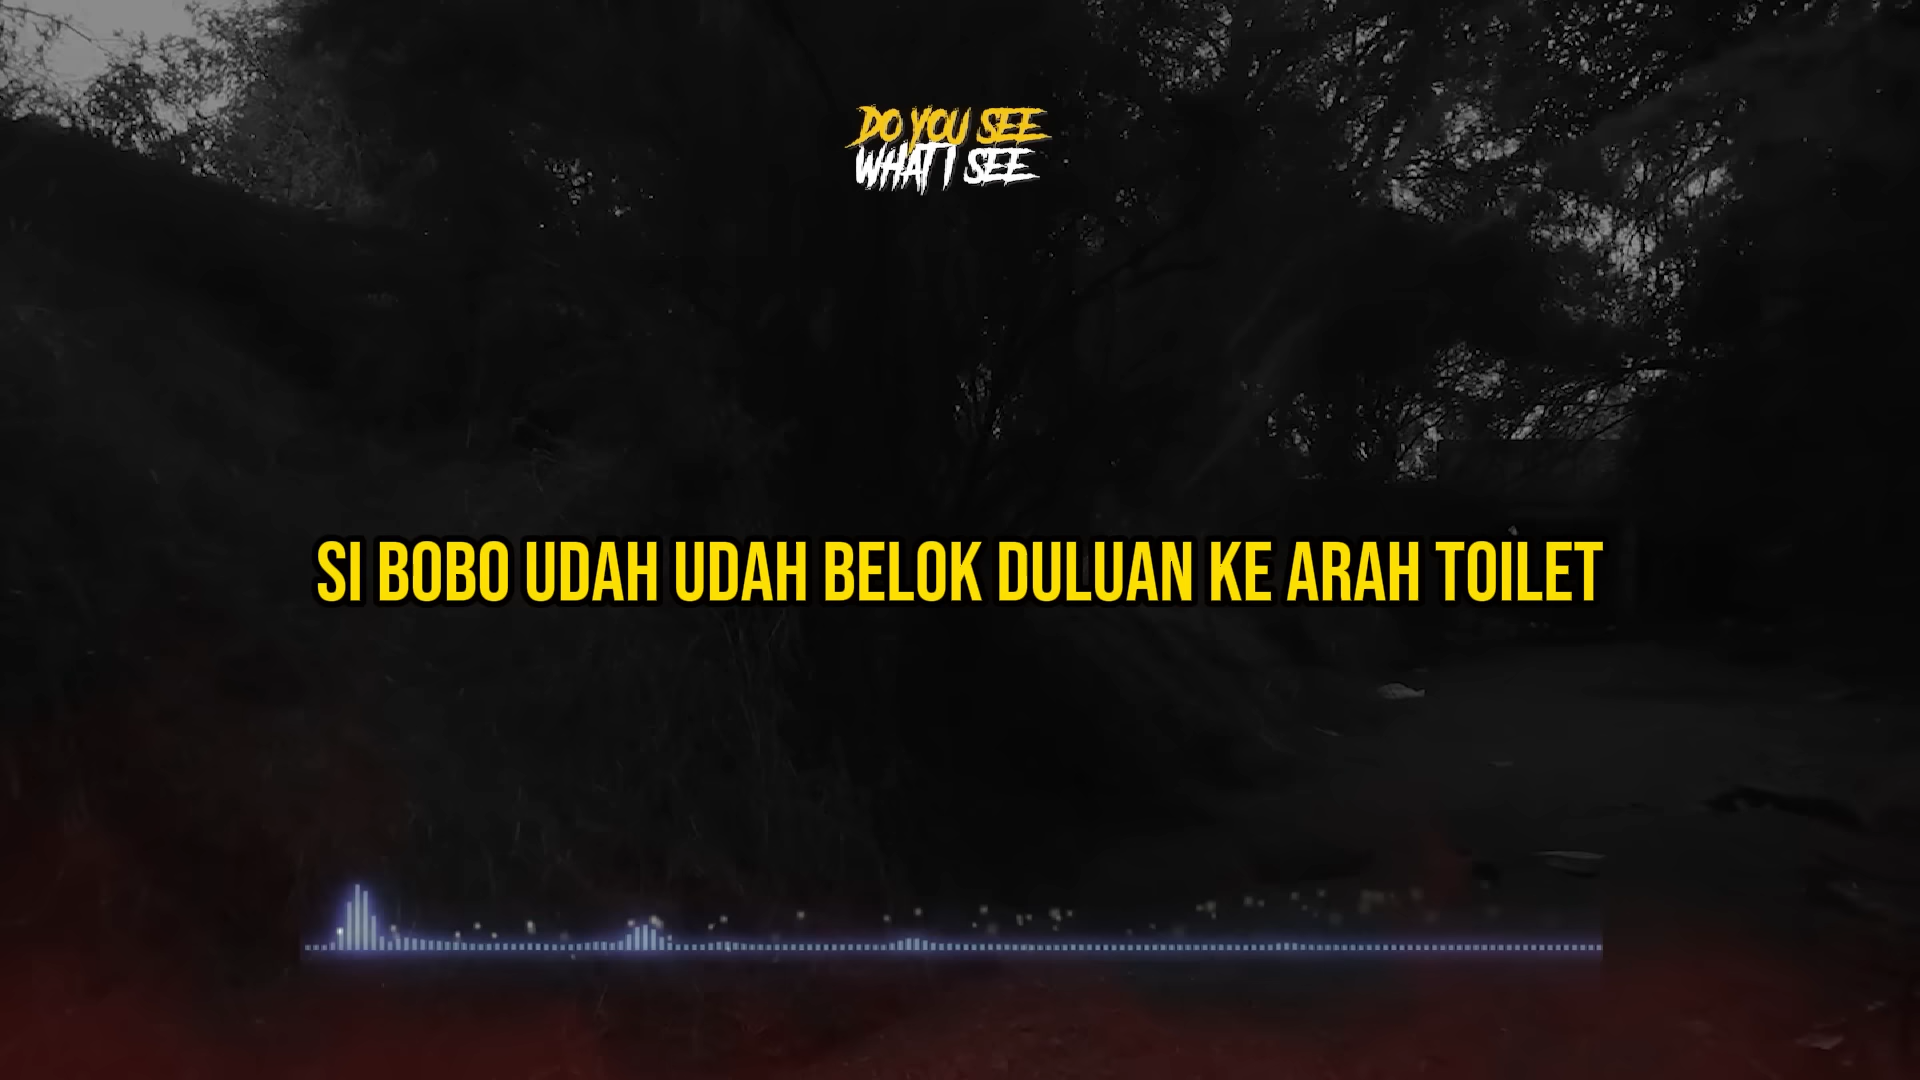 DO YOU SEE
WHAT I SEE
SI BOBO UDAH UDAH BELOK DULUAN KE ARAH TOILET